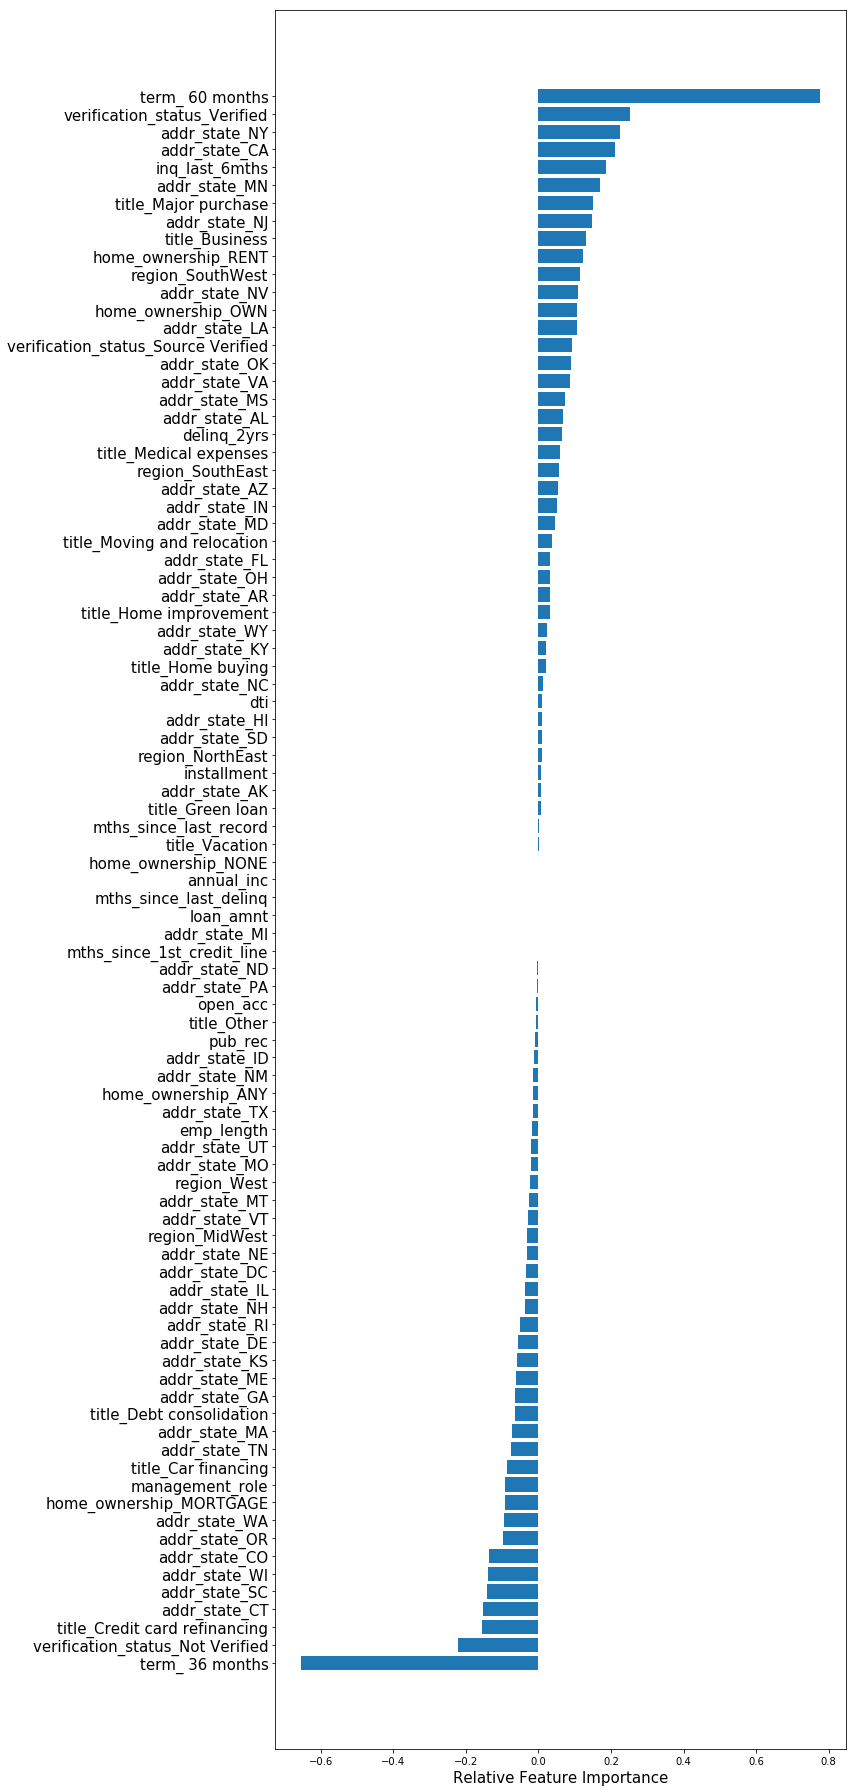 term_ 60 months
verification_status_Verified
addr_state_NY
addr_state_CA
inq_last_6mths
addr_state_MN
title_Major purchase
addr_state_NJ
title_Business
home_ownership_RENT
region_SouthWest
addr_state_NV
home_ownership_OWN
addr_state_LA
verification_status_Source Verified
addr_state_OK
addr_state_VA
addr_state_MS
addr_state_AL
delinq_2yrs
title_Medical expenses
region_SouthEast
addr_state_AZ
addr_state_IN
addr_state_MD
title_Moving and relocation
addr_state_FL
addr_state_OH
addr_state_AR
title_Home improvement
addr_state_WY
addr_state_KY
title_Home buying
addr_state_NC
dti
addr_state_HI
addr_state_SD
region_NorthEast
installment
addr_state_AK
title_Green loan
mths_since_last_record
title_Vacation
home_ownership_NONE
annual_inc
mths_since_last_delinq
loan_amnt
addr_state_MI
mths_since_1st_credit_line
addr_state_ND
addr_state_PA
open_acc
title_Other
pub_rec
addr_state_ID
addr_state_NM
home_ownership_ANY
addr_state_TX
emp_length
addr_state_UT
addr_state_MO
region_West
addr_state_MT
addr_state_VT
region_MidWest
addr_state_NE
addr_state_DC
addr_state_IL
addr_state_NH
addr_state_RI
addr_state_DE
addr_state_KS
addr_state_ME
addr_state_GA
title_Debt consolidation
addr_state_MA
addr_state_TN
title_Car financing
management_role
home_ownership_MORTGAGE
addr_state_WA
addr_state_OR
addr_state_CO
addr_state_WI
addr_state_SC
addr_state_CT
title_Credit card refinancing
verification_status_Not Verified
term_ 36 months
−0.6 −0.4 −0.2 0.0 0.2 0.4 0.6 0.8
Relative Feature Importance